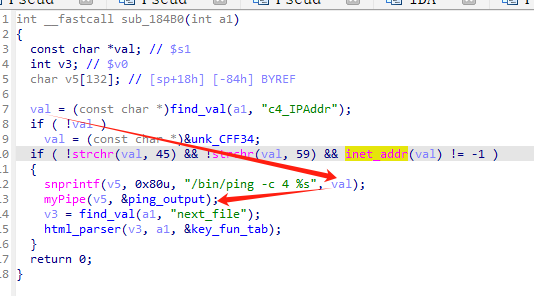 1 int __fastcall sub_184B0(int a1)
2 {
3 const char *val; // $s1
4 int v3; // $v0
5 char v5[132]; // [sp+18h] [-84h] BYREF
6
7 val = (const char *)find_val(a1, "c4_IPAddr");
8 if ( !val )
9 val = (const char *)&unk_CFF34;
10 if ( !strchr(val, 45) && !strchr(val, 59) && inet_addr(val) != -1 )
11 {
12 snprintf(v5, 0x80u, "/bin/ping -c 4 %s", val);
13 myPipe(v5, &ping_output);
14 v3 = find_val(a1, "next_file");
15 html_parser(v3, a1, &key_fun_tab);
16 }
17 return 0;
18 }